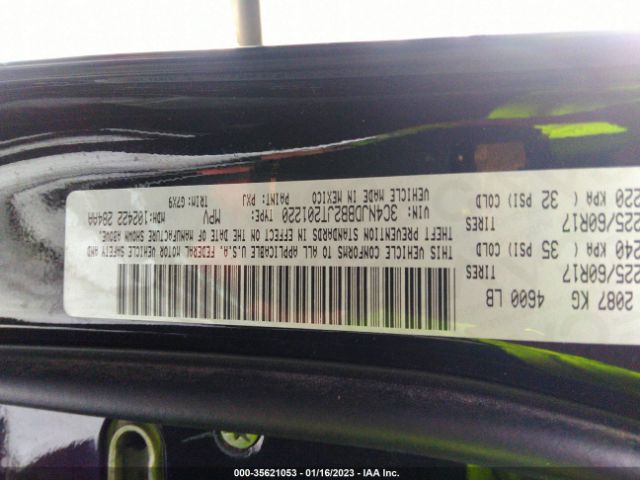 2087 KG 4600 LB
225/60R17 TIRES
240 KPA ( 35 PSI) COLD
225/60R17 TIRES
220 KPA ( 32 PSI) COLD
THIS VEHICLE CONFORMS TO ALL APPLICABLE U.S. FEDERAL MOTOR VEHICLE SAFETY AND
THEFT PREVENTION STANDARDS IN EFFECT ON THE DATE OF MANUFACTURE SHOWN ABOVE.
VIN: 3C4NJDBB2JT201220 TYPE: MPV MDH:102422 284AA
VEHICLE MADE IN MEXICO PAINT: PXJ TRIM: G7X9
000-35621053 - 01/16/2023 - IAA Inc.